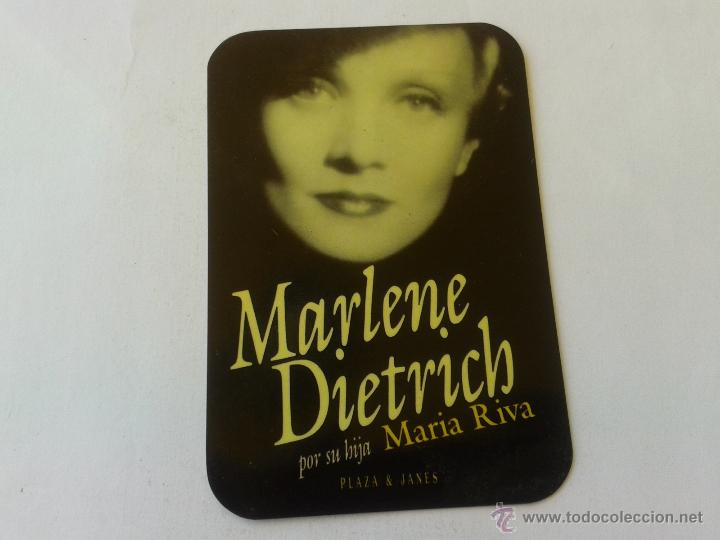 Marlene
Dietrich
por su hija Maria Riva
PLAZA & JANES
© www.todocoleccion.net